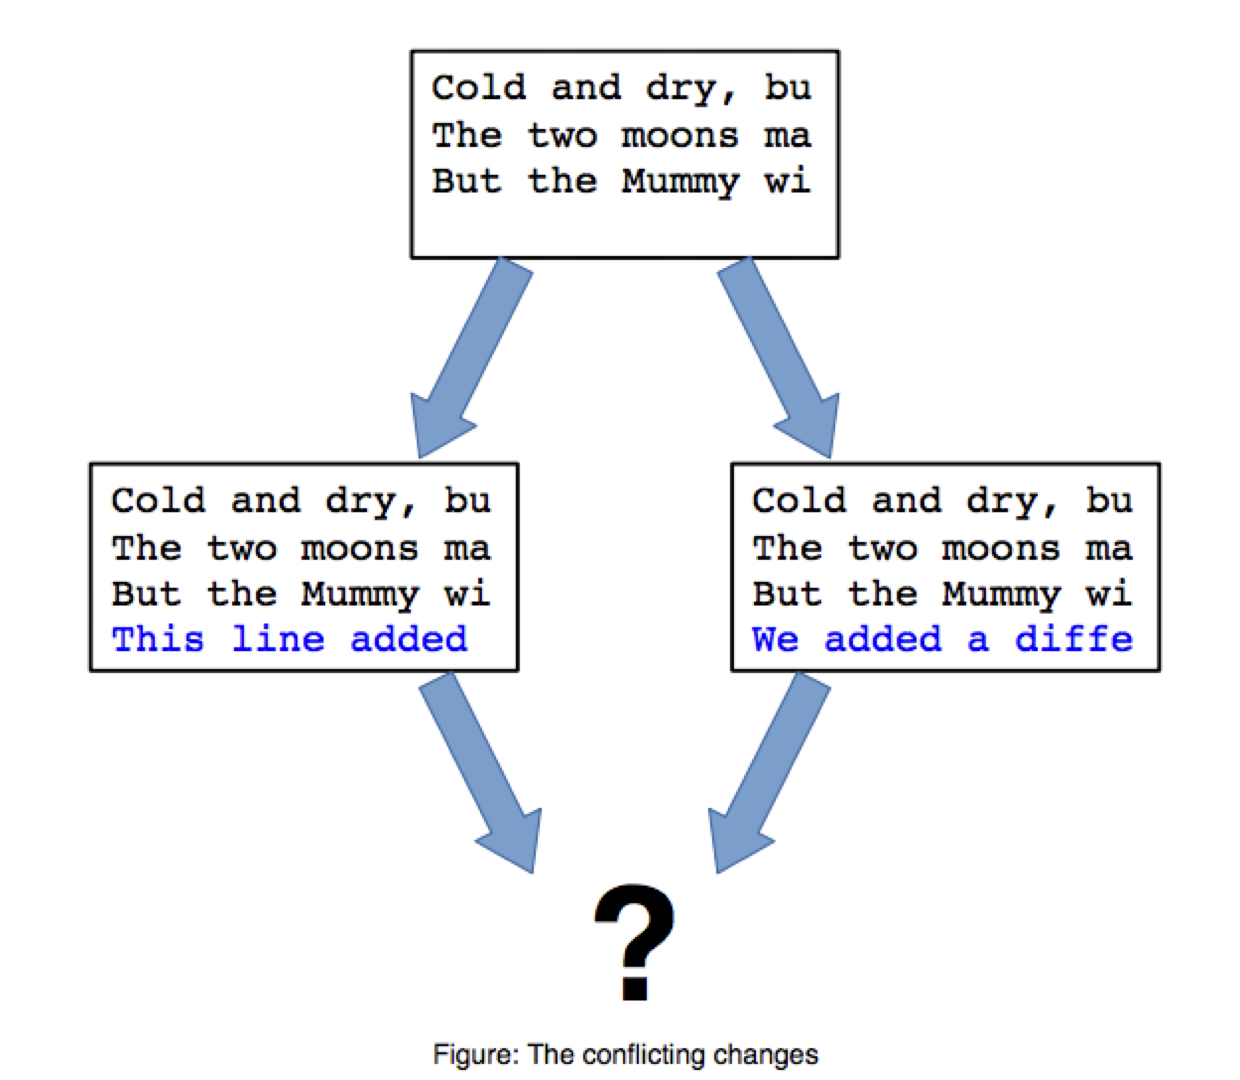 Cold and dry, bu
The two moons ma
But the Mummy wi
Cold and dry, bu
The two moons ma
But the Mummy wi
This line added
Cold and dry, bu
The two moons ma
But the Mummy wi
We added a diffe
?
Figure: The conflicting changes